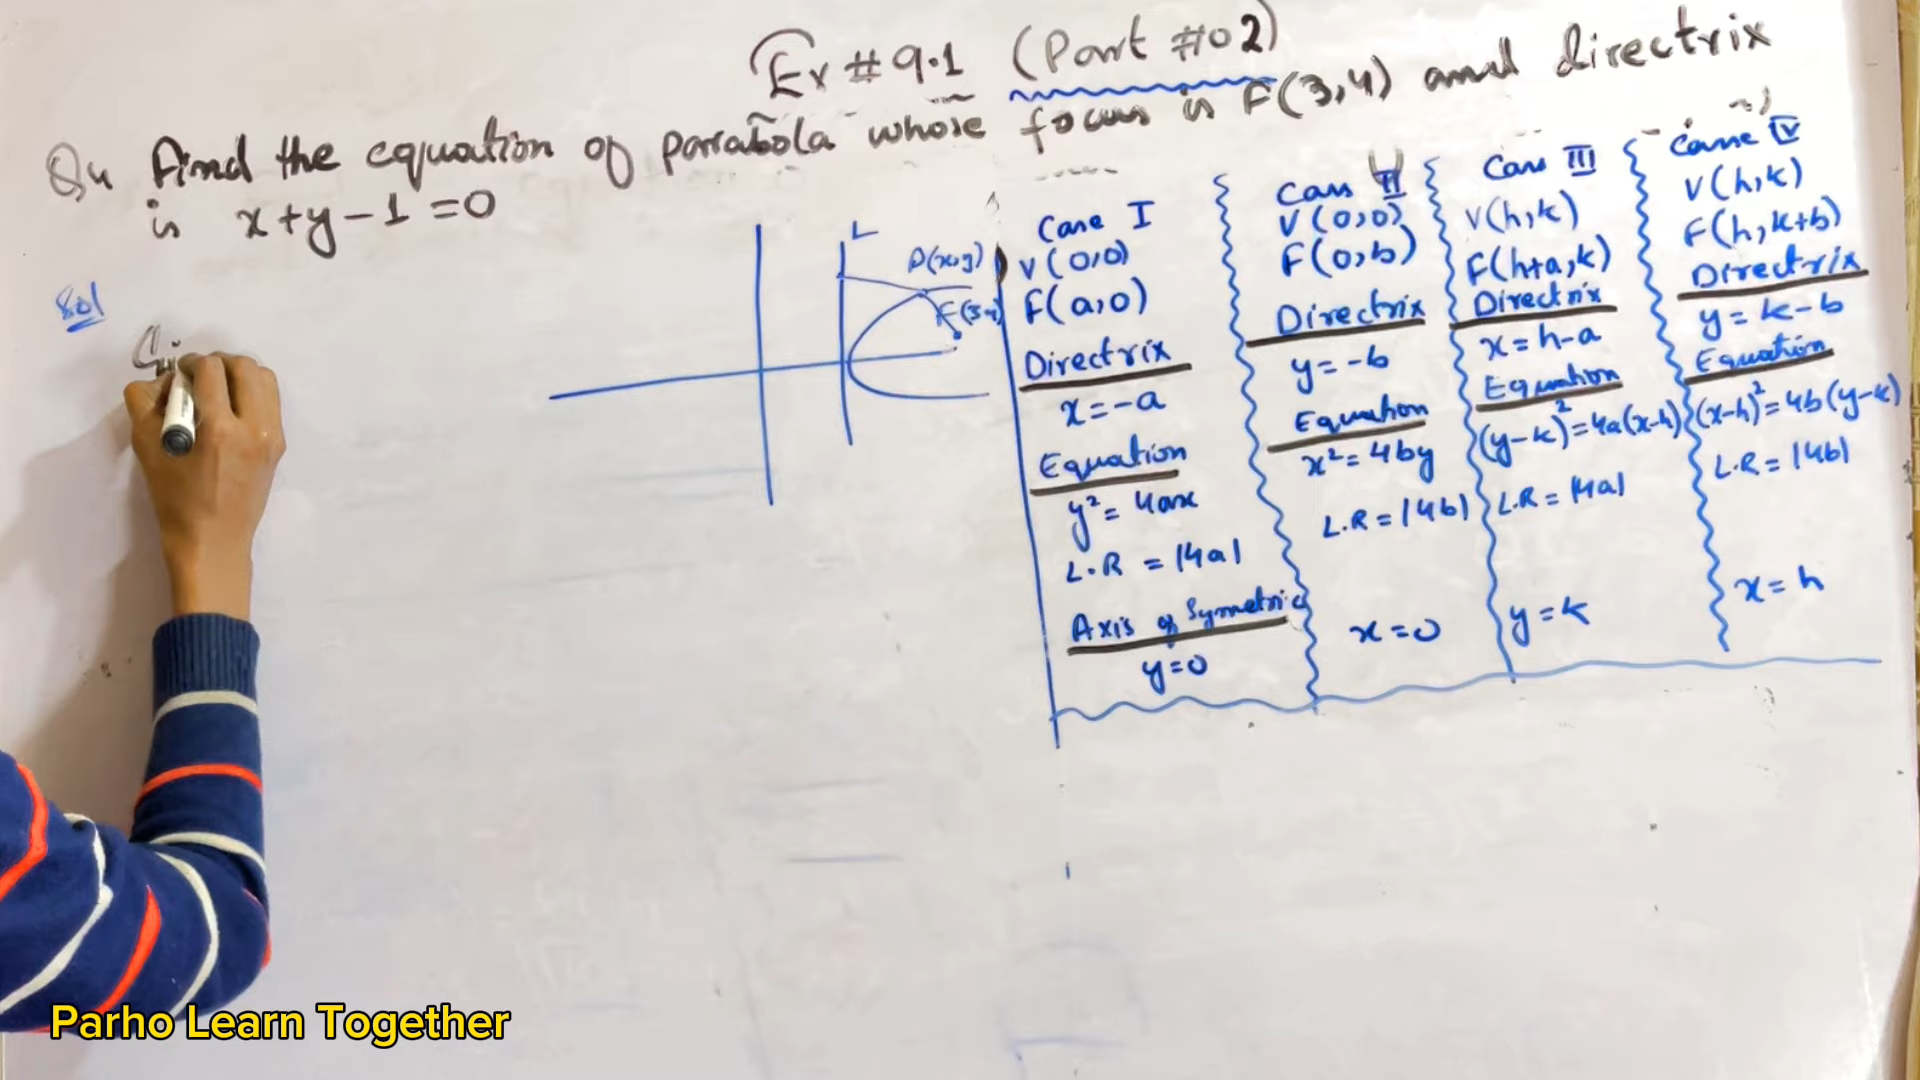 Ex # 9.1 (Part #02)
Q4 Find the equation of parabola whose focus is F(3,4) and directrix
is x+y-1=0
Sol
L
P(x,y)
F(3,4)
Case I
V(0,0)
F(a,0)
Directrix
x=-a
Equation
y²=4ax
L.R = |4a|
Axis of Symetric
y=0
Case II
V(0,0)
F(0,b)
Directrix
y=-b
Equation
x²=4by
L.R=|4b|
x=0
Case III
V(h,k)
F(h+a,k)
Directrix
x=h-a
Equation
(y-k)²=4a(x-h)
L.R=|4a|
y=k
Case IV
V(h,k)
F(h,k+b)
Directrix
y=k-b
Equation
(x-h)²=4b(y-k)
L.R=|4b|
x=h
Parho Learn Together